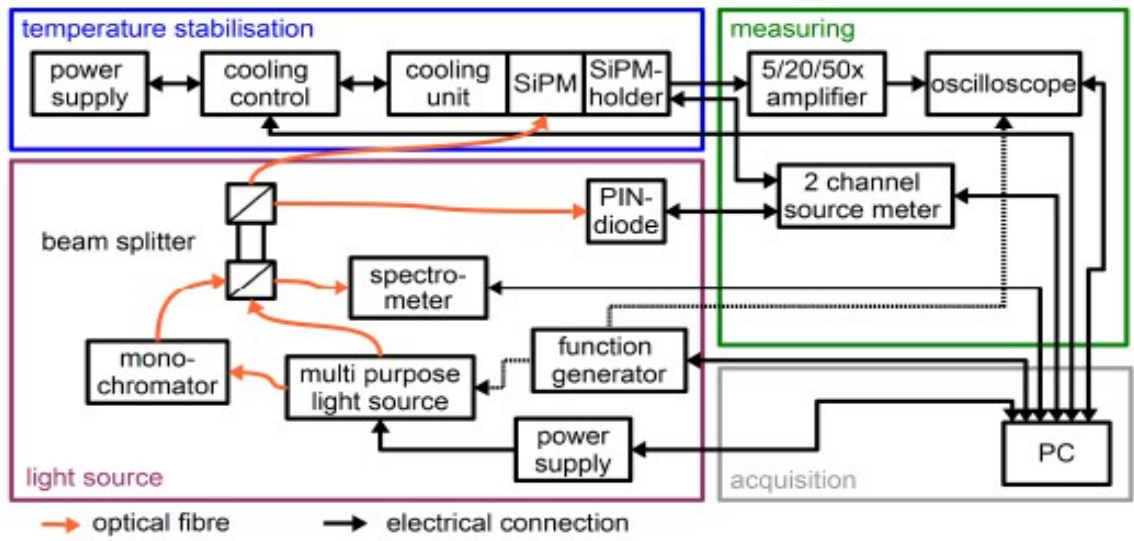 temperature stabilisation
measuring
power
supply
cooling
control
cooling
unit
SiPM
SiPM-
holder
5/20/50x
amplifier
oscilloscope
2 channel
source meter
PIN-
diode
beam splitter
spectro-
meter
mono-
chromator
multi purpose
light source
function
generator
power
supply
PC
light source
acquisition
optical fibre
electrical connection